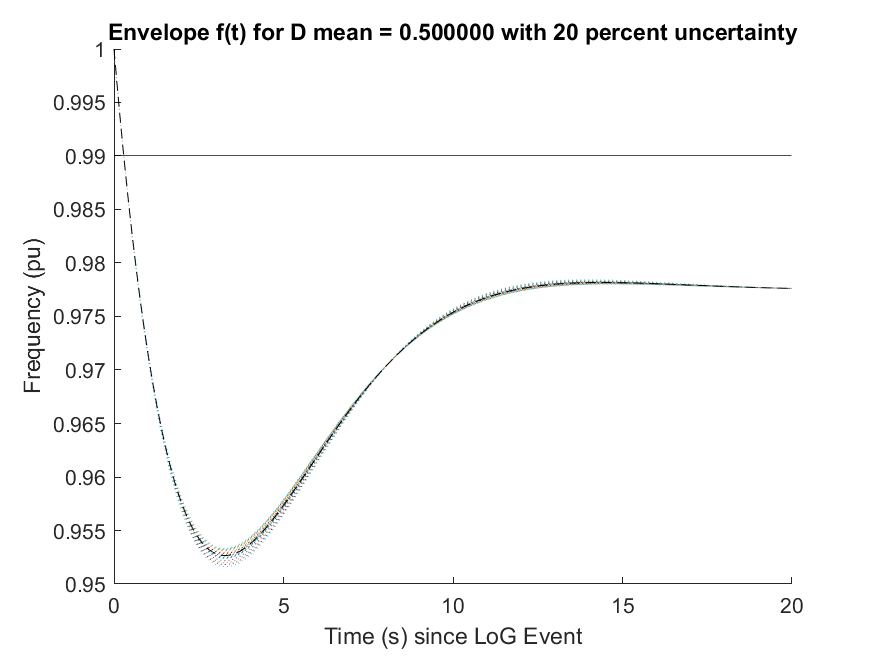 Envelope f(t) for D mean = 0.500000 with 20 percent uncertainty
1
0.995
0.99
0.985
0.98
0.975
0.97
0.965
0.96
0.955
0.95
Frequency (pu)
0 5 10 15 20
Time (s) since LoG Event